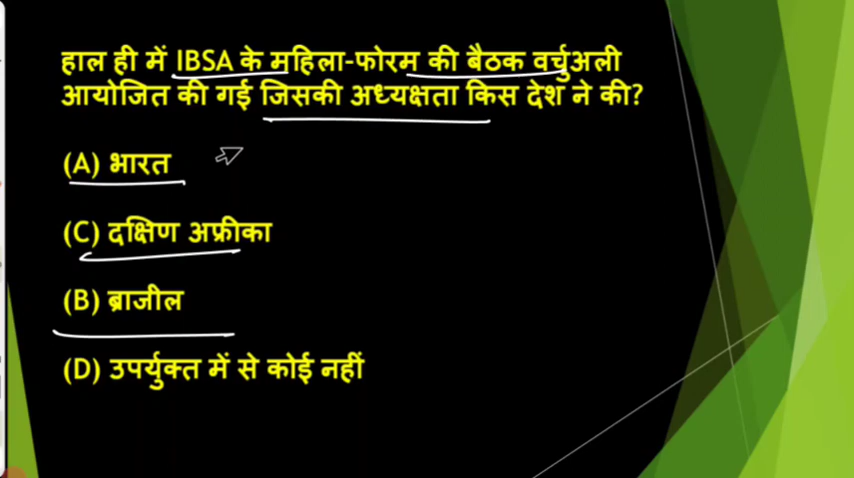 हाल ही में IBSA के महिला-फोरम की बैठक वर्चुअली
आयोजित की गई जिसकी अध्यक्षता किस देश ने की?
(A) भारत
(C) दक्षिण अफ्रीका
(B) ब्राजील
(D) उपर्युक्त में से कोई नहीं